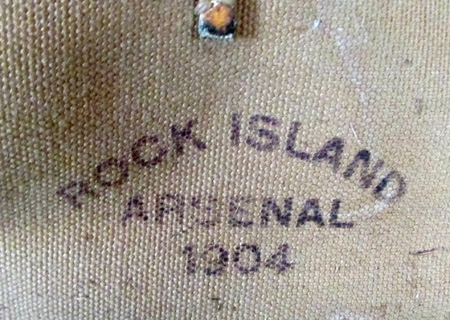 ROCK ISLAND
ARSENAL
1904